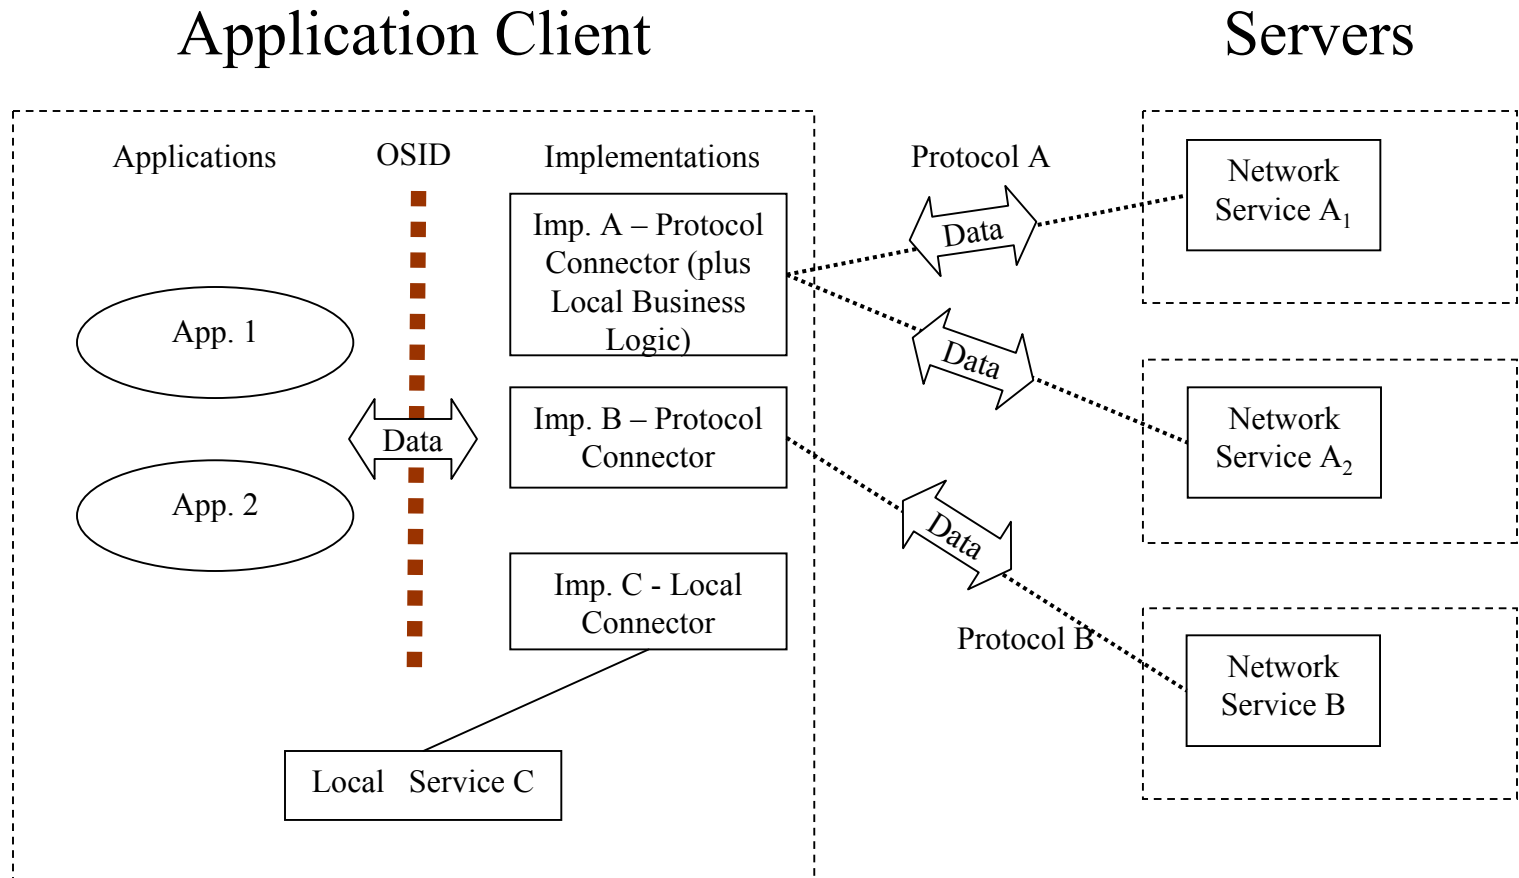 Application Client
Servers
Applications
OSID
Implementations
Protocol A
Imp. A – Protocol
Connector (plus
Local Business
Logic)
Data
Network
Service A1
App. 1
Data
Network
Service A2
Data
Imp. B – Protocol
Connector
App. 2
Data
Imp. C - Local
Connector
Protocol B
Network
Service B
Local Service C